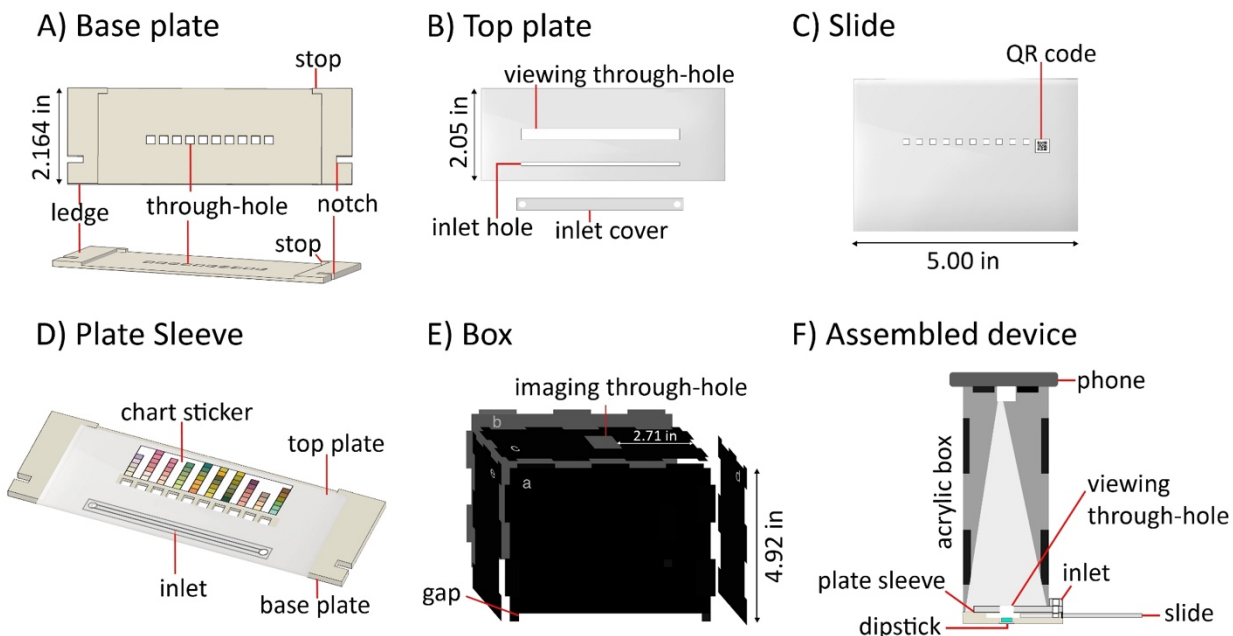 A) Base plate
stop
2.164 in
ledge
through-hole
notch
stop
B) Top plate
viewing through-hole
2.05 in
inlet hole
inlet cover
C) Slide
QR code
5.00 in
D) Plate Sleeve
chart sticker
top plate
inlet
base plate
E) Box
imaging through-hole
b
2.71 in
c
e
a
d
4.92 in
gap
F) Assembled device
phone
acrylic box
viewing
through-hole
plate sleeve
inlet
slide
dipstick